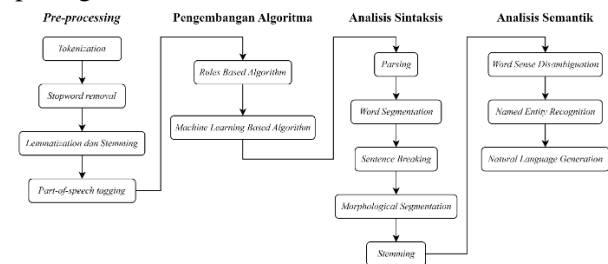 Pre-processing
Tokenization
Stopword removal
Lemmatization dan Stemming
Part-of-speech tagging
Pengembangan Algoritma
Rules Based Algorithm
Machine Learning Based Algorithm
Analisis Sintaksis
Parsing
Word Segmentation
Sentence Breaking
Morphological Segmentation
Stemming
Analisis Semantik
Word Sense Disambiguation
Named Entity Recognition
Natural Language Generation